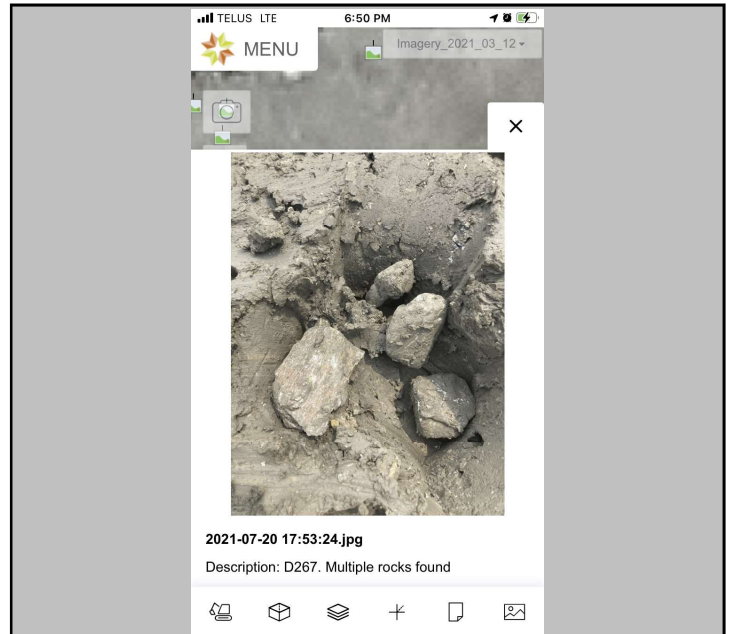 TELUS LTE 6:50 PM
MENU
Imagery_2021_03_12
2021-07-20 17:53:24.jpg
Description: D267. Multiple rocks found